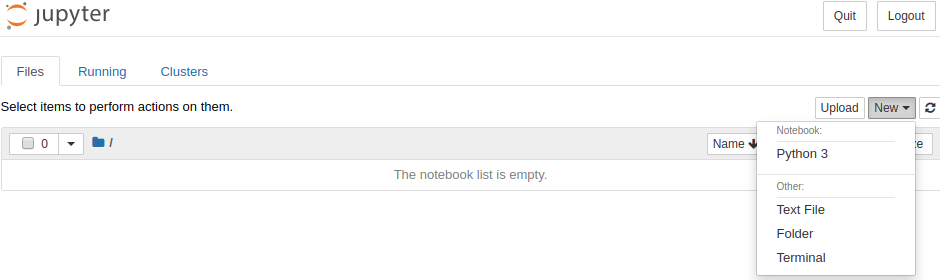 jupyter
Quit
Logout
Files
Running
Clusters
Select items to perform actions on them.
Upload
New
0
/
Name
The notebook list is empty.
Notebook:
Python 3
Other:
Text File
Folder
Terminal